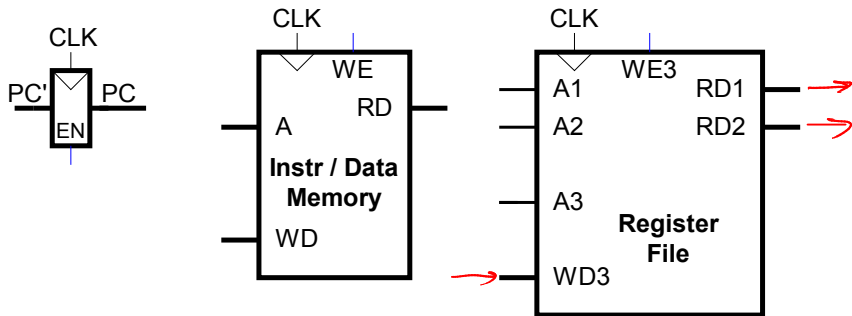 CLK
PC'
PC
EN
CLK
WE
RD
A
Instr / Data
Memory
WD
CLK
WE3
A1
RD1
A2
RD2
A3
Register
File
WD3